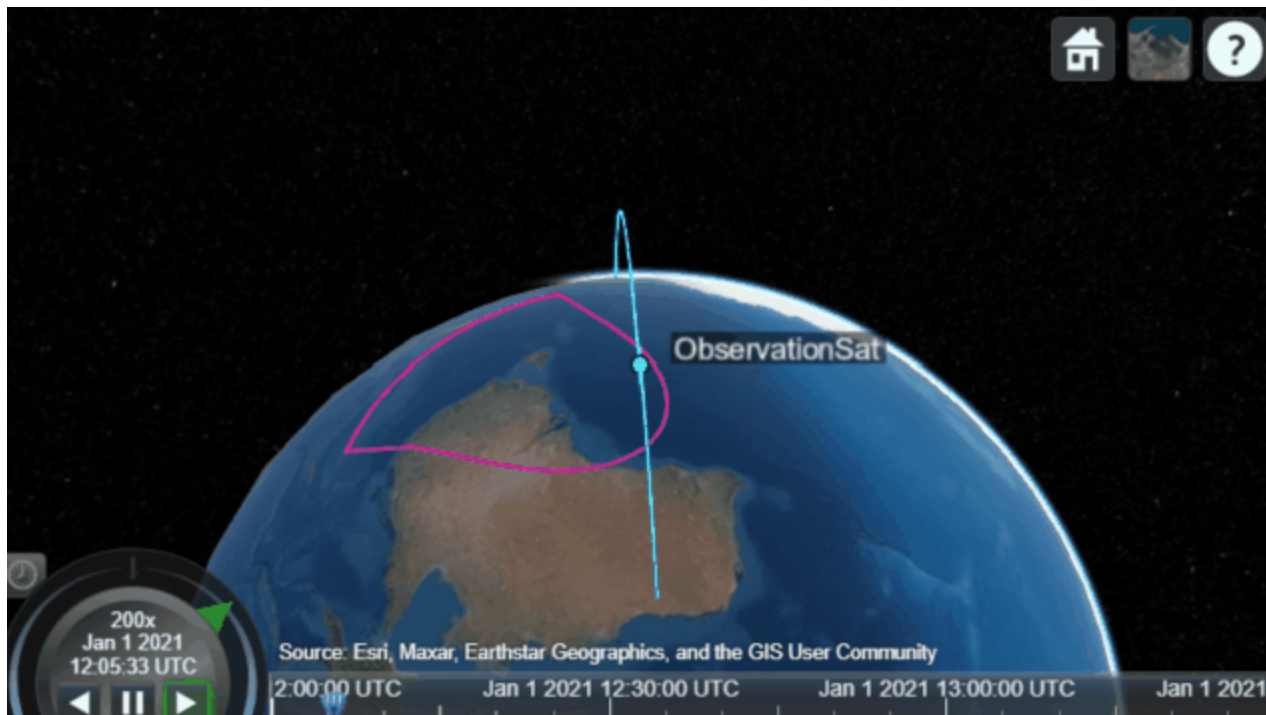 ?
ObservationSat
200x
Jan 1 2021
12:05:33 UTC
Source: Esri, Maxar, Earthstar Geographics, and the GIS User Community
2:00:00 UTC
Jan 1 2021 12:30:00 UTC
Jan 1 2021 13:00:00 UTC
Jan 1 2021